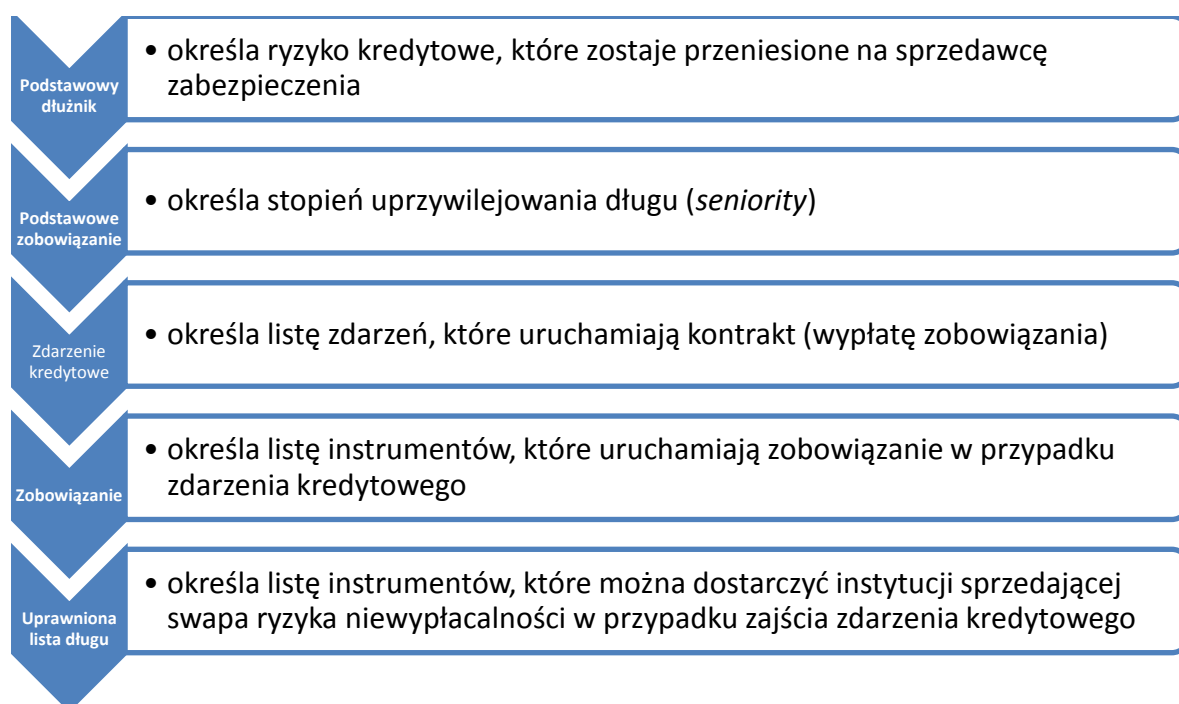 Podstawowy
dłużnik
• określa ryzyko kredytowe, które zostaje przeniesione na sprzedawcę
zabezpieczenia
Podstawowe
zobowiązanie
• określa stopień uprzywilejowania długu (seniority)
Zdarzenie
kredytowe
• określa listę zdarzeń, które uruchamiają kontrakt (wypłatę zobowiązania)
Zobowiązanie
• określa listę instrumentów, które uruchamiają zobowiązanie w przypadku
zdarzenia kredytowego
Uprawniona
lista długu
• określa listę instrumentów, które można dostarczyć instytucji sprzedającej
swapa ryzyka niewypłacalności w przypadku zajścia zdarzenia kredytowego